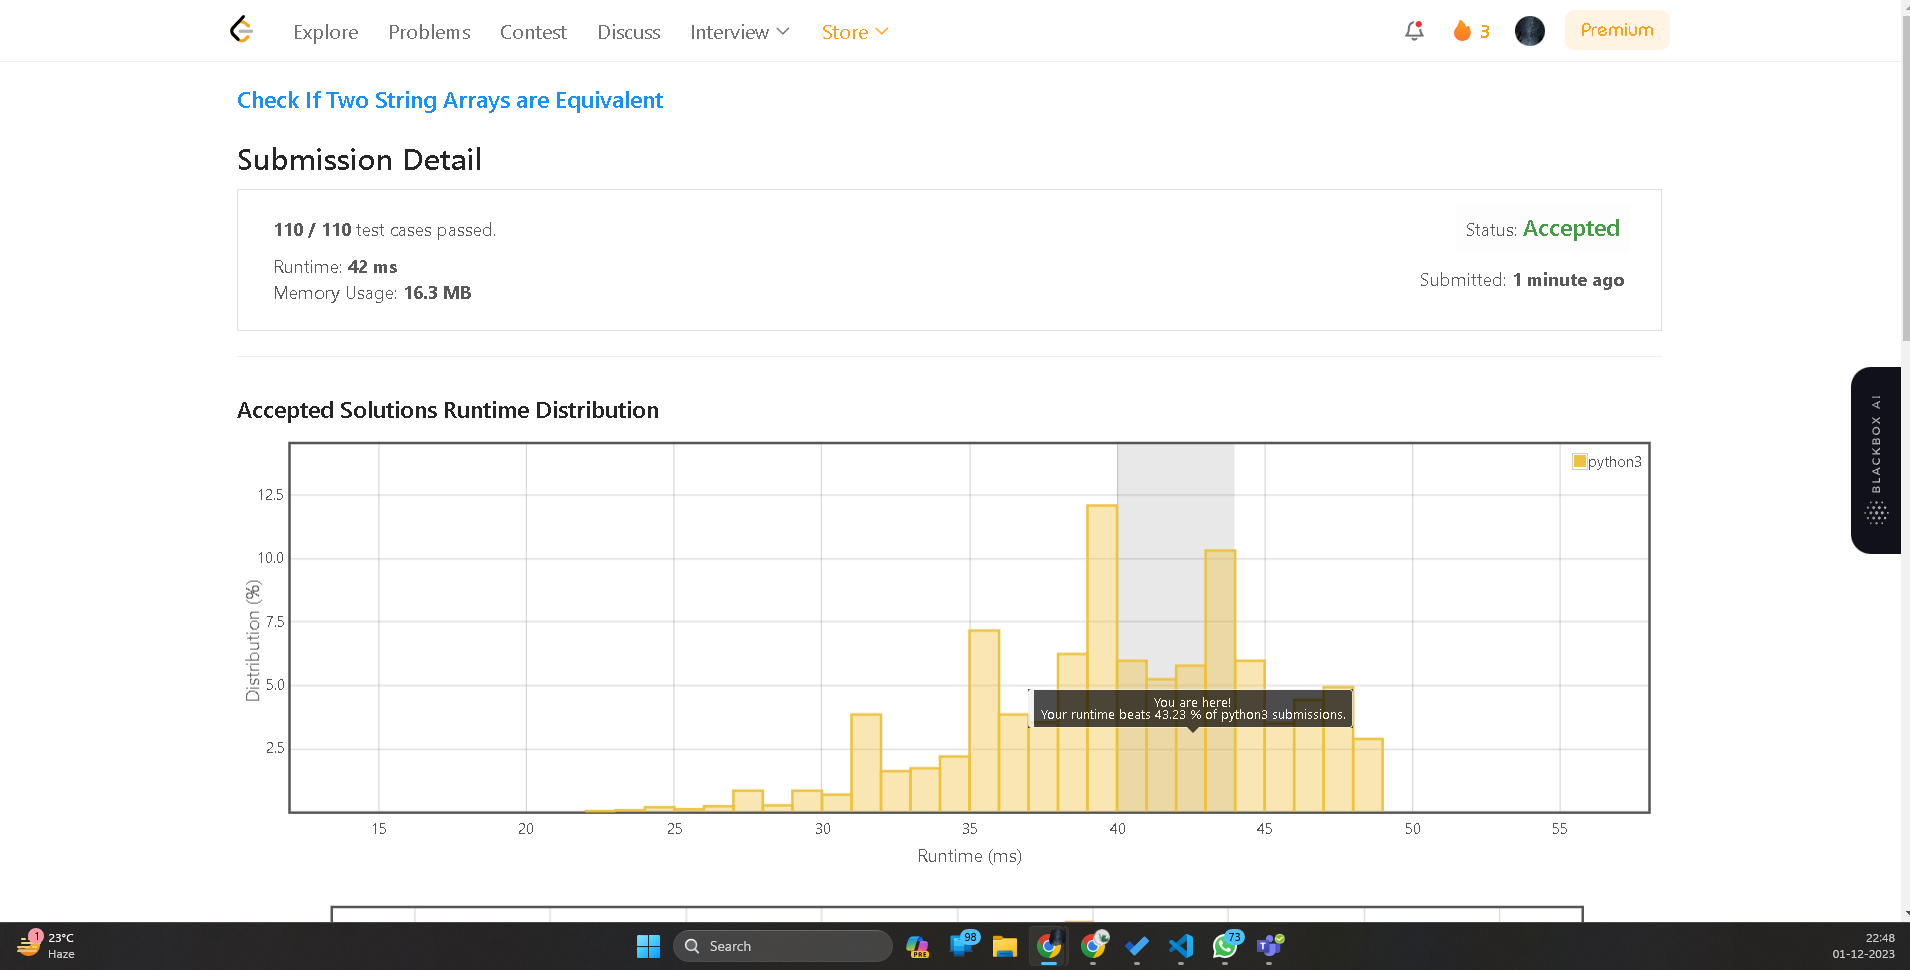 Explore Problems Contest Discuss Interview Store 3 Premium
Check If Two String Arrays are Equivalent
Submission Detail
110 / 110 test cases passed.
Status: Accepted
Runtime: 42 ms
Submitted: 1 minute ago
Memory Usage: 16.3 MB
BLACKBOX AI
Accepted Solutions Runtime Distribution
python3
12.5
10.0
7.5
5.0
2.5
Distribution (%)
You are here!
Your runtime beats 43.23 % of python3 submissions.
15 20 25 30 35 40 45 50 55
Runtime (ms)
1
23°C
Haze
Search
PRE
98
73
22:48
01-12-2023